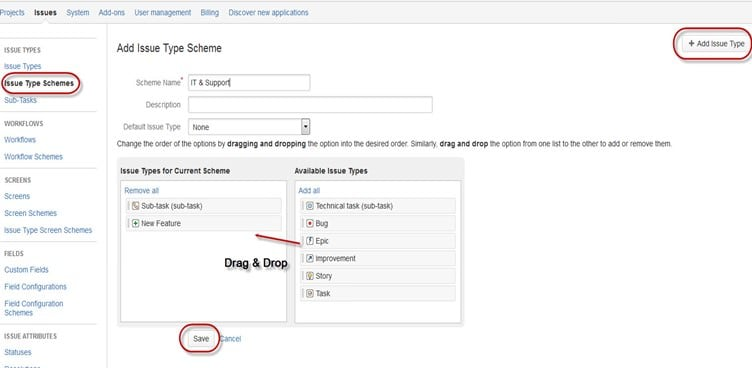 Projects Issues System Add-ons User management Billing Discover new applications
ISSUE TYPES
Issue Types
Issue Type Schemes
Sub-Tasks
WORKFLOWS
Workflows
Workflow Schemes
SCREENS
Screens
Screen Schemes
Issue Type Screen Schemes
FIELDS
Custom Fields
Field Configurations
Field Configuration
Schemes
ISSUE ATTRIBUTES
Statuses
Resolutions
Add Issue Type Scheme
+ Add Issue Type
Scheme Name* IT & Support
Description
Default Issue Type None
Change the order of the options by dragging and dropping the option into the desired order. Similarly, drag and drop the option from one list to the other to add or remove them.
Issue Types for Current Scheme
Remove all
Sub-task (sub-task)
New Feature
Available Issue Types
Add all
Technical task (sub-task)
Bug
Epic
Improvement
Story
Task
Drag & Drop
Save Cancel